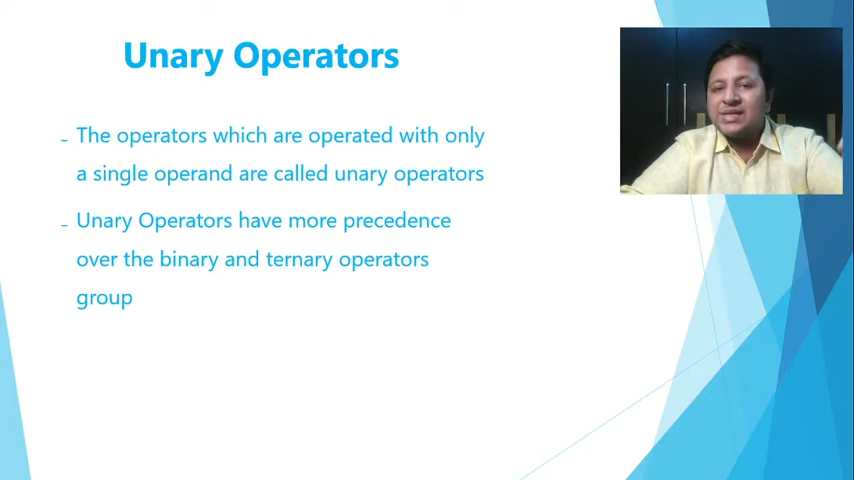 Unary Operators
- The operators which are operated with only
a single operand are called unary operators
- Unary Operators have more precedence
over the binary and ternary operators
group